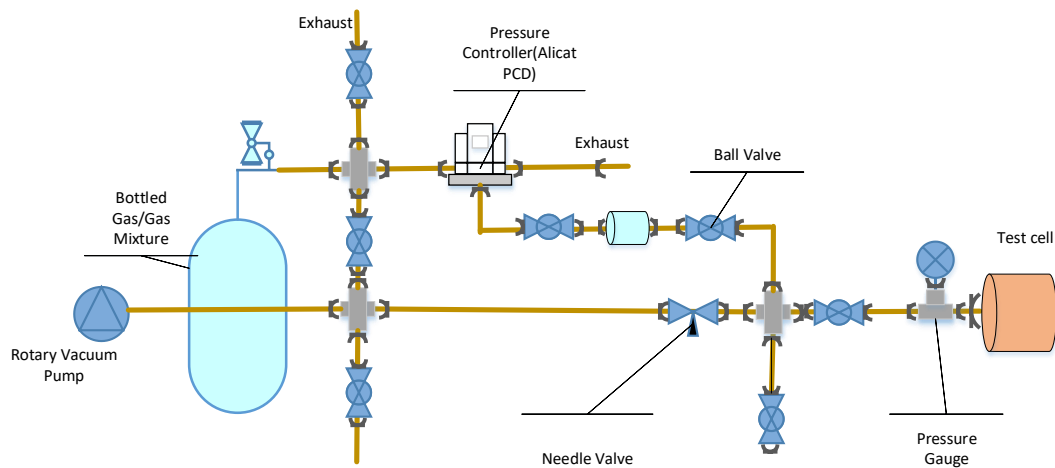 Exhaust
Pressure
Controller(Alicat
PCD)
Exhaust
Ball Valve
Bottled
Gas/Gas
Mixture
Test cell
Rotary Vacuum
Pump
Needle Valve
Pressure
Gauge